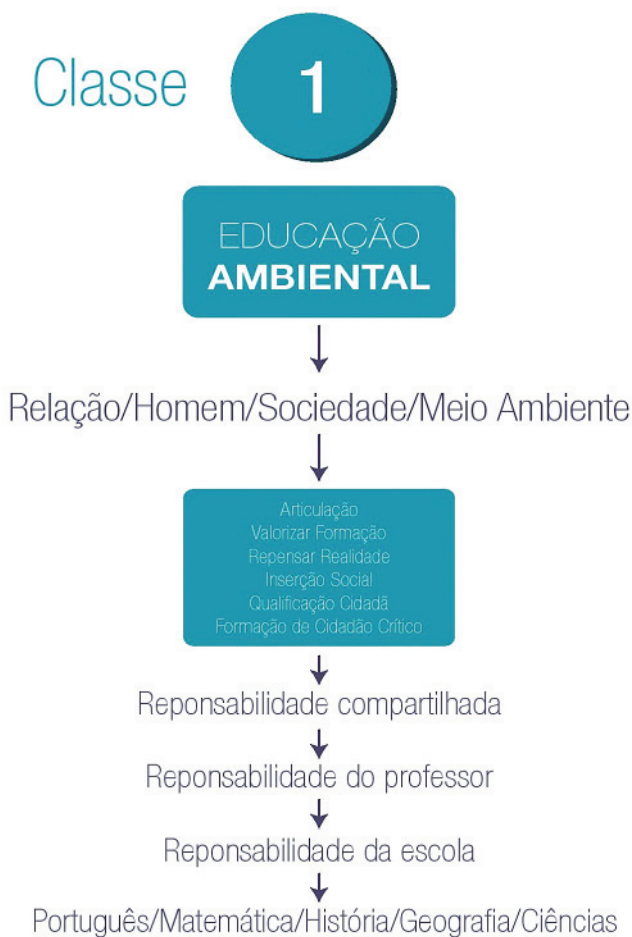 Classe 1
EDUCAÇÃO
AMBIENTAL
Relação/Homem/Sociedade/Meio Ambiente
Articulação
Valorizar Formação
Repensar Realidade
Inserção Social
Qualificação Cidadã
Formação de Cidadão Crítico
Reponsabilidade compartilhada
Reponsabilidade do professor
Reponsabilidade da escola
Português/Matemática/História/Geografia/Ciências